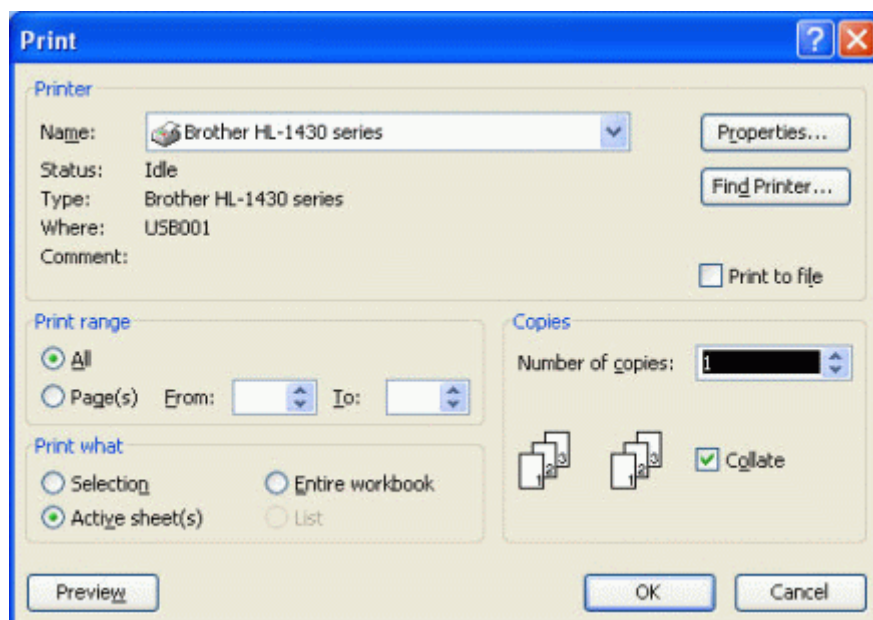 Print
Printer
Name: Brother HL-1430 series Properties...
Status: Idle
Type: Brother HL-1430 series Find Printer...
Where: USB001
Comment:
Print to file
Print range
All
Page(s) From: To:
Print what
Selection Entire workbook
Active sheet(s) List
Copies
Number of copies: 1
1 2 3 1 2 3
Collate
Preview OK Cancel